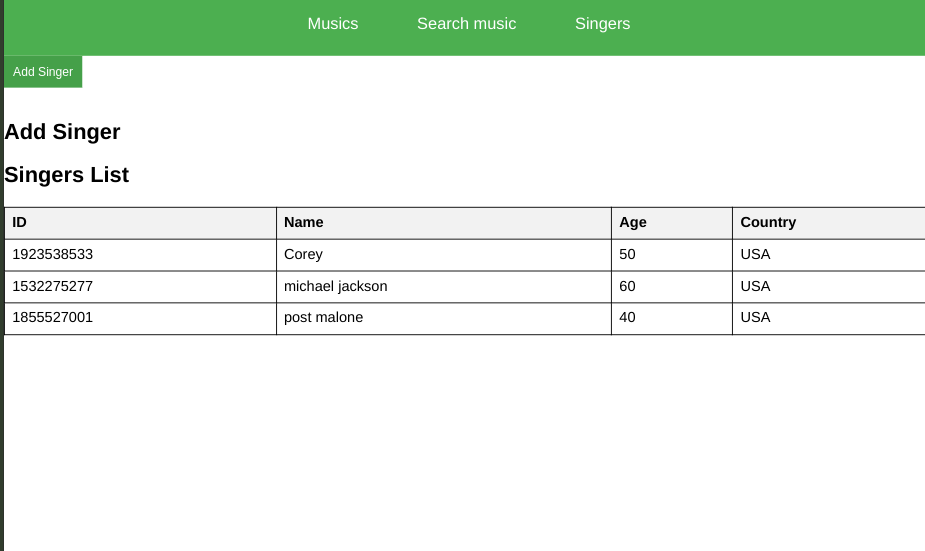 Musics Search music Singers
Add Singer
Add Singer
Singers List
ID Name Age Country
1923538533 Corey 50 USA
1532275277 michael jackson 60 USA
1855527001 post malone 40 USA